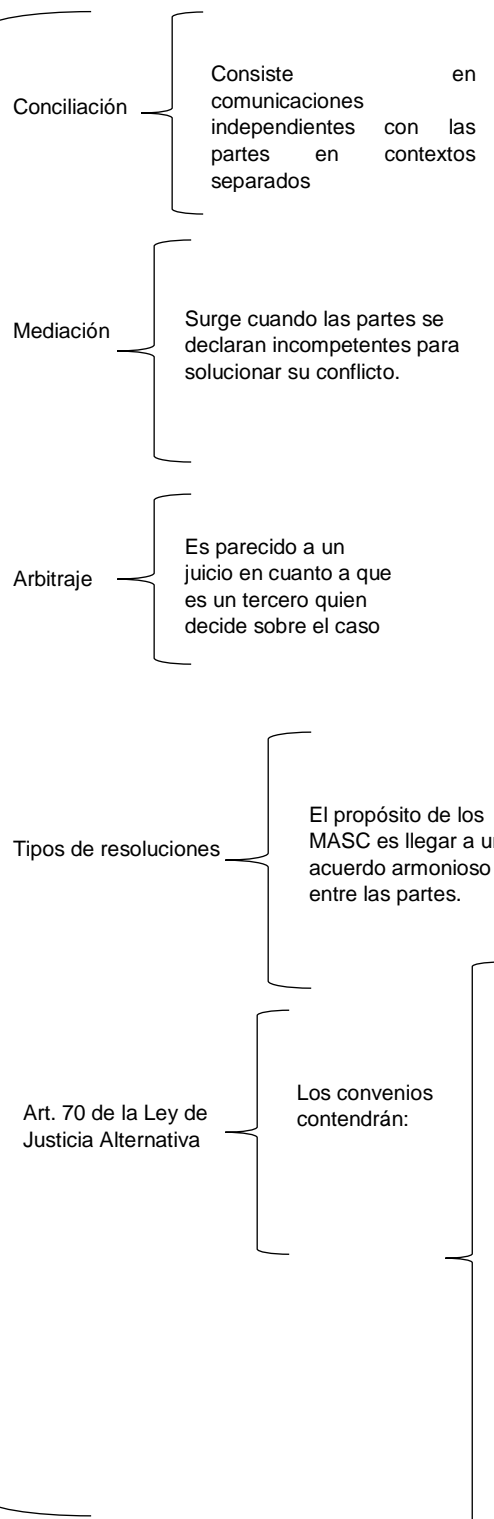 Conciliación
Consiste en
comunicaciones
independientes con las
partes en contextos
separados
Mediación
Surge cuando las partes se
declaran incompetentes para
solucionar su conflicto.
Arbitraje
Es parecido a un
juicio en cuanto a que
es un tercero quien
decide sobre el caso
Tipos de resoluciones
El propósito de los
MASC es llegar a
acuerdo armonioso
entre las partes.
Art. 70 de la Ley de
Justicia Alternativa
Los convenios
contendrán: